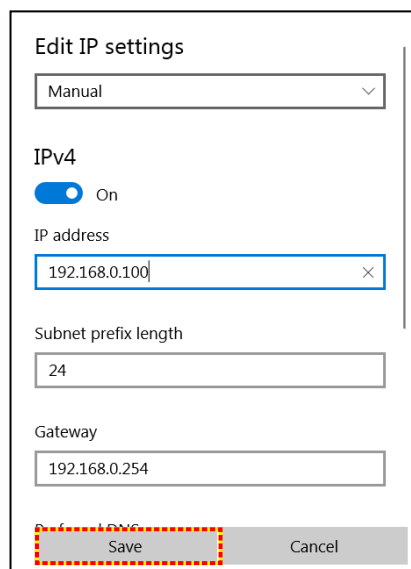 Edit IP settings
Manual
IPv4
On
IP address
192.168.0.100
Subnet prefix length
24
Gateway
192.168.0.254
Save Cancel